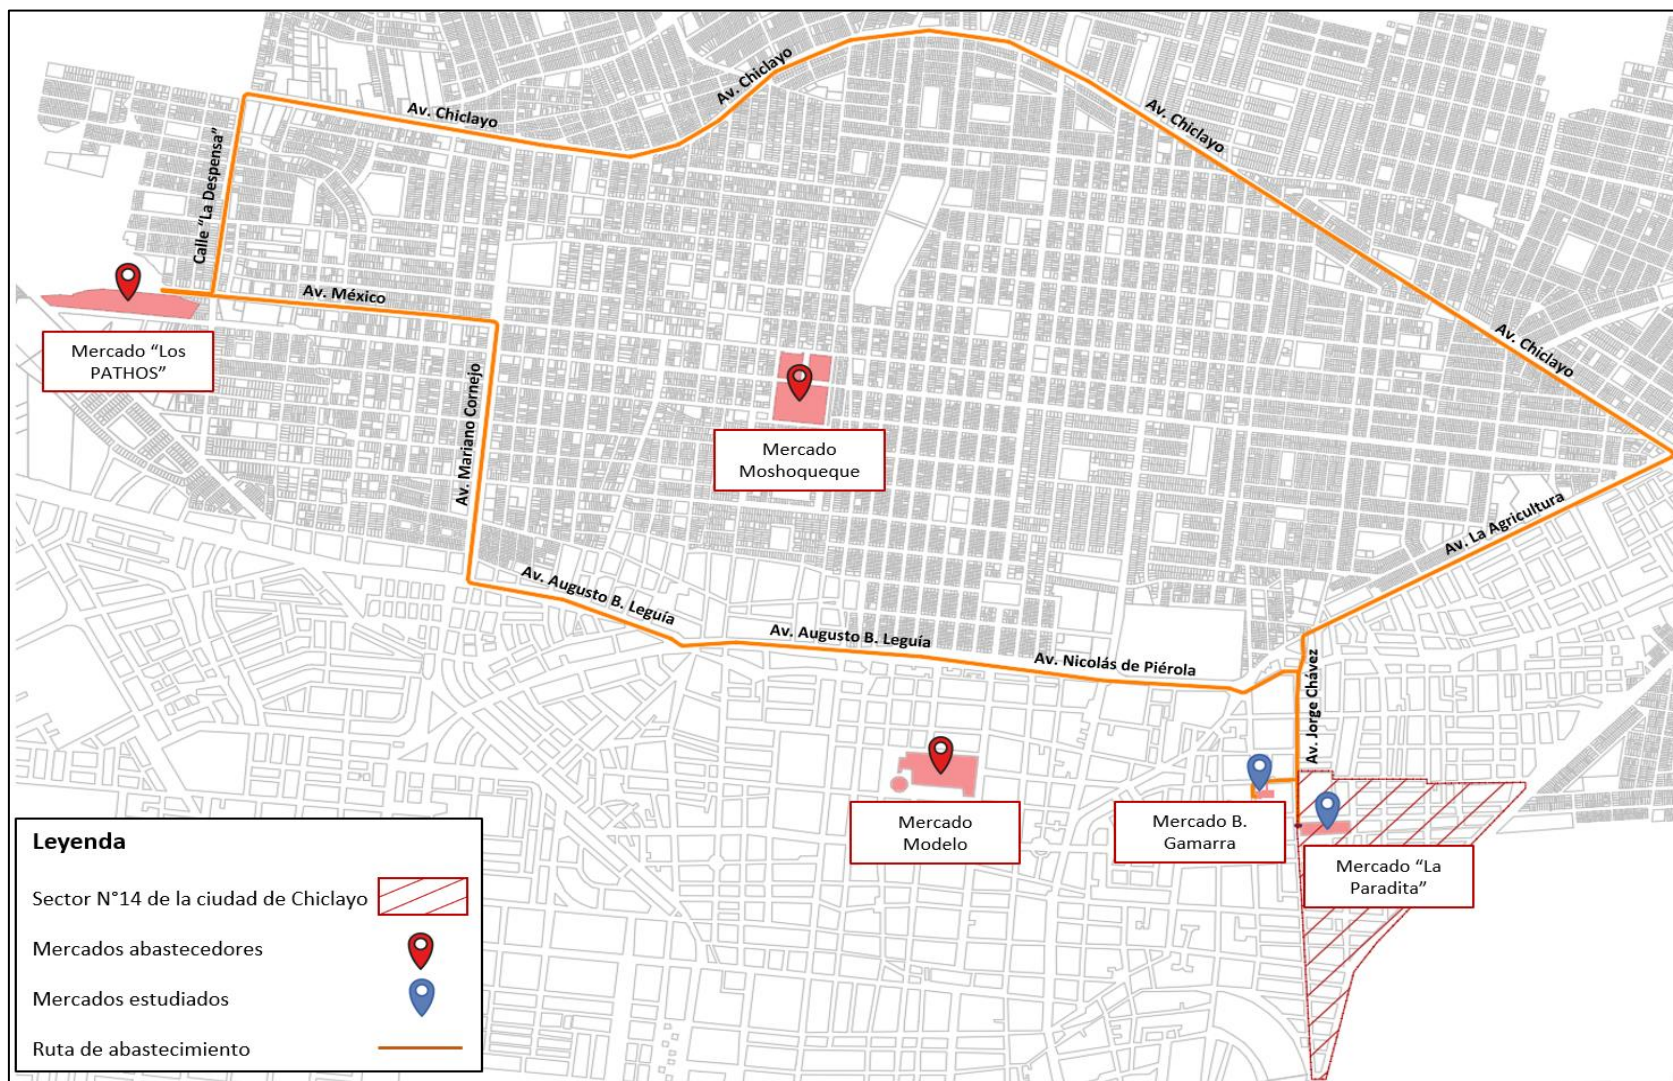 Av. Chiclayo
Av. Chiclayo
Av. Chiclayo
Calle “La Despensa”
Av. México
Av. Chiclayo
Mercado “Los
PATHOS”
Av. Mariano Cornejo
Mercado
Moshoqueque
Av. La Agricultura
Av. Augusto B. Leguía
Av. Augusto B. Leguía
Av. Nicolás de Piérola
Av. Jorge Chávez
Mercado
Modelo
Mercado B.
Gamarra
Mercado “La
Paradita”
Leyenda
Sector N°14 de la ciudad de Chiclayo
Mercados abastecedores
Mercados estudiados
Ruta de abastecimiento